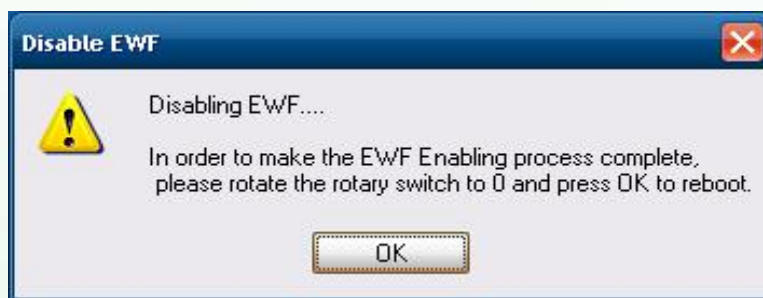 Disable EWF
Disabling EWF....
In order to make the EWF Enabling process complete,
please rotate the rotary switch to 0 and press OK to reboot.
OK